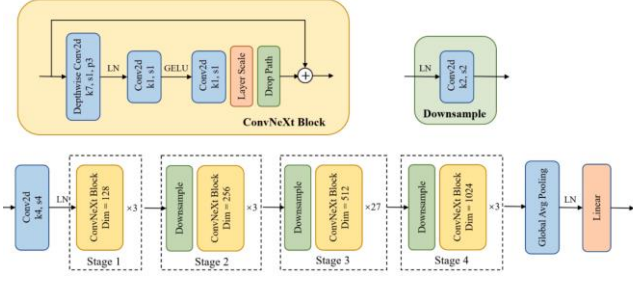 Depthwise Conv2d
k7, s1, p3
LN
Conv2d
k1, s1
GELU
Conv2d
k1, s1
Layer Scale
Drop Path
+
ConvNeXt Block
LN
Conv2d
k2, s2
Downsample
Conv2d
k4, s4
LN
ConvNeXt Block
Dim = 128
×3
Stage 1
Downsample
ConvNeXt Block
Dim = 256
×3
Stage 2
Downsample
ConvNeXt Block
Dim = 512
×27
Stage 3
Downsample
ConvNeXt Block
Dim = 1024
×3
Stage 4
Global Avg Pooling
LN
Linear